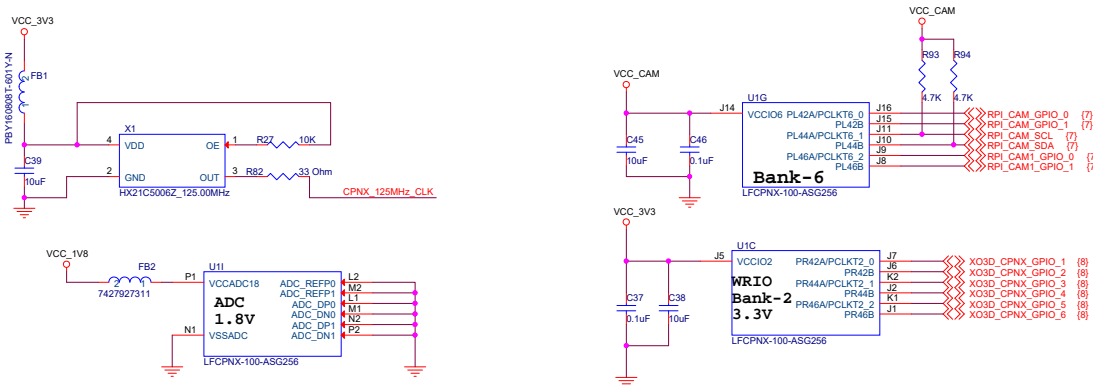 VCC_3V3
PBY160808T-601Y-N
2
FB1
1
X1
4
VDD
OE
1
R27
10K
C39
10uF
2
GND
OUT
3
R82
33 Ohm
HX21C5006Z_125.00MHz
CPNX_125MHz_CLK
VCC_1V8
FB2
2
1
7427927311
U1I
P1
VCCADC18
ADC_REFP0
L2
ADC_REFP1
M2
ADC_DP0
L1
ADC_DN0
M1
ADC_DP1
N2
ADC_DN1
P2
ADC
1.8V
N1
VSSADC
LFCPNX-100-ASG256
VCC_CAM
R93
R94
4.7K
4.7K
VCC_CAM
C45
10uF
C46
0.1uF
U1G
J14
VCCIO6
PL42A/PCLKT6_0
J16
RPI_CAM_GPIO_0 {7}
PL42B
J15
RPI_CAM_GPIO_1 {7}
PL44A/PCLKT6_1
J11
RPI_CAM_SCL {7}
PL44B
J10
RPI_CAM_SDA {7}
PL46A/PCLKT6_2
J9
RPI_CAM1_GPIO_0 {7
PL46B
J8
RPI_CAM1_GPIO_1 {7
Bank-6
LFCPNX-100-ASG256
VCC_3V3
C37
0.1uF
C38
10uF
U1C
J5
VCCIO2
PR42A/PCLKT2_0
J7
XO3D_CPNX_GPIO_1 {8}
PR42B
J6
XO3D_CPNX_GPIO_2 {8}
PR44A/PCLKT2_1
K2
XO3D_CPNX_GPIO_3 {8}
PR44B
J2
XO3D_CPNX_GPIO_4 {8}
PR46A/PCLKT2_2
K1
XO3D_CPNX_GPIO_5 {8}
PR46B
J1
XO3D_CPNX_GPIO_6 {8}
WRIO
Bank-2
3.3V
LFCPNX-100-ASG256